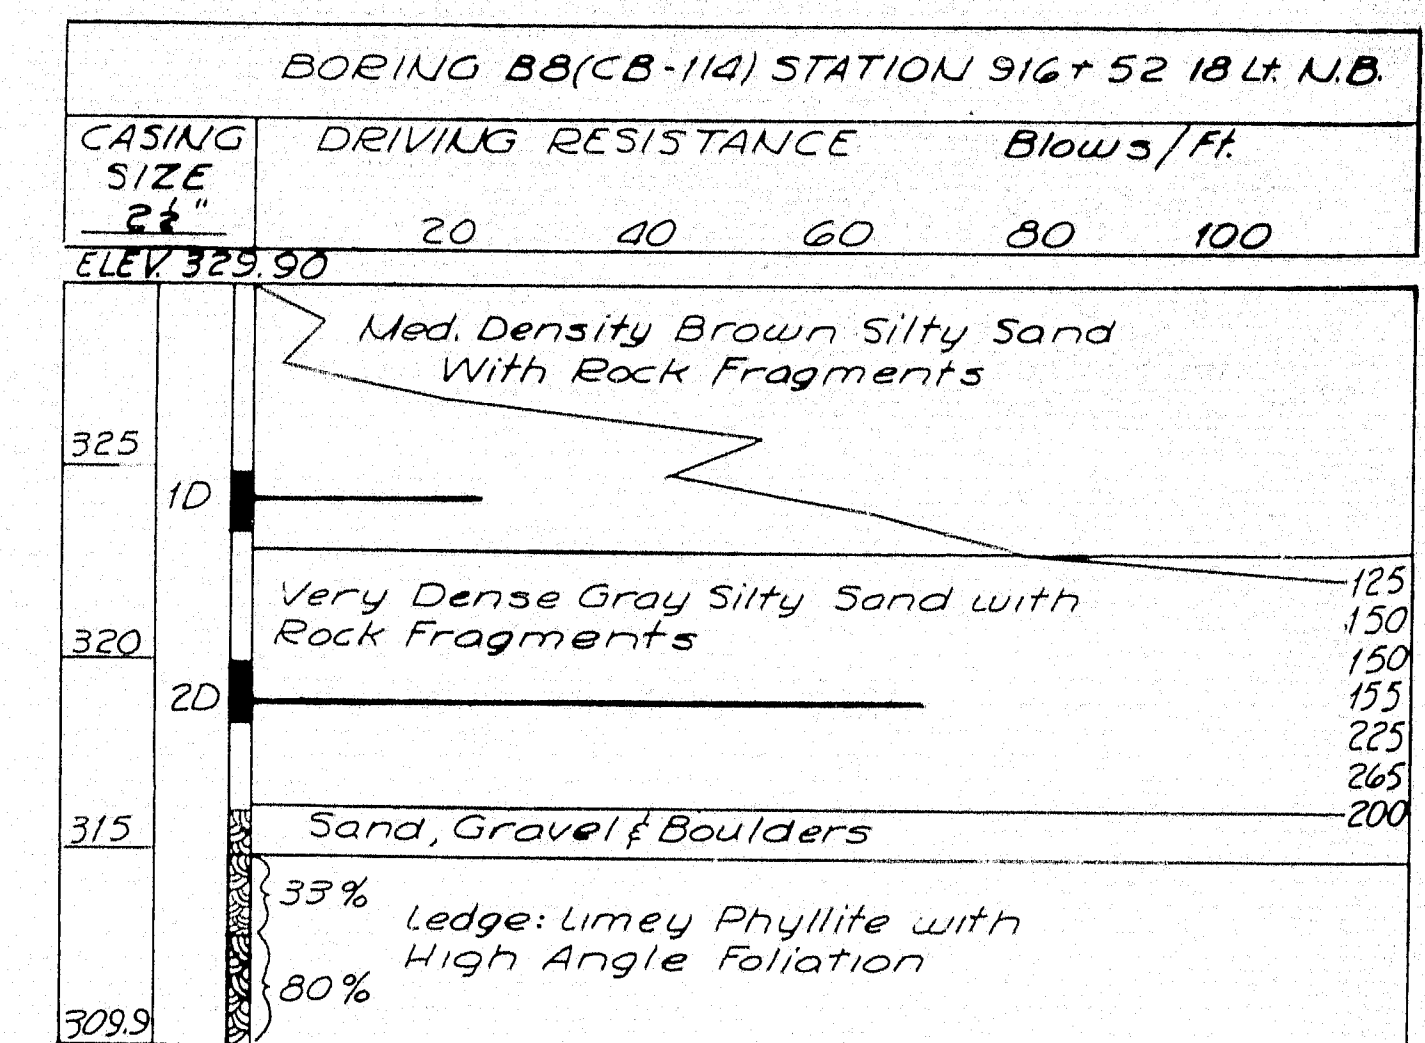 BORING B8(CB-114) STATION 916+52 18 Lt. N.B.
CASING SIZE 2½"
DRIVING RESISTANCE Blows/Ft.
20 40 60 80 100
ELEV. 329.90
Med. Density Brown Silty Sand
With Rock Fragments
325
1D
125
Very Dense Gray Silty Sand with
150
Rock Fragments
320
150
2D
155
225
265
200
315
Sand, Gravel & Boulders
33%
Ledge: Limey Phyllite with
High Angle Foliation
80%
309.9